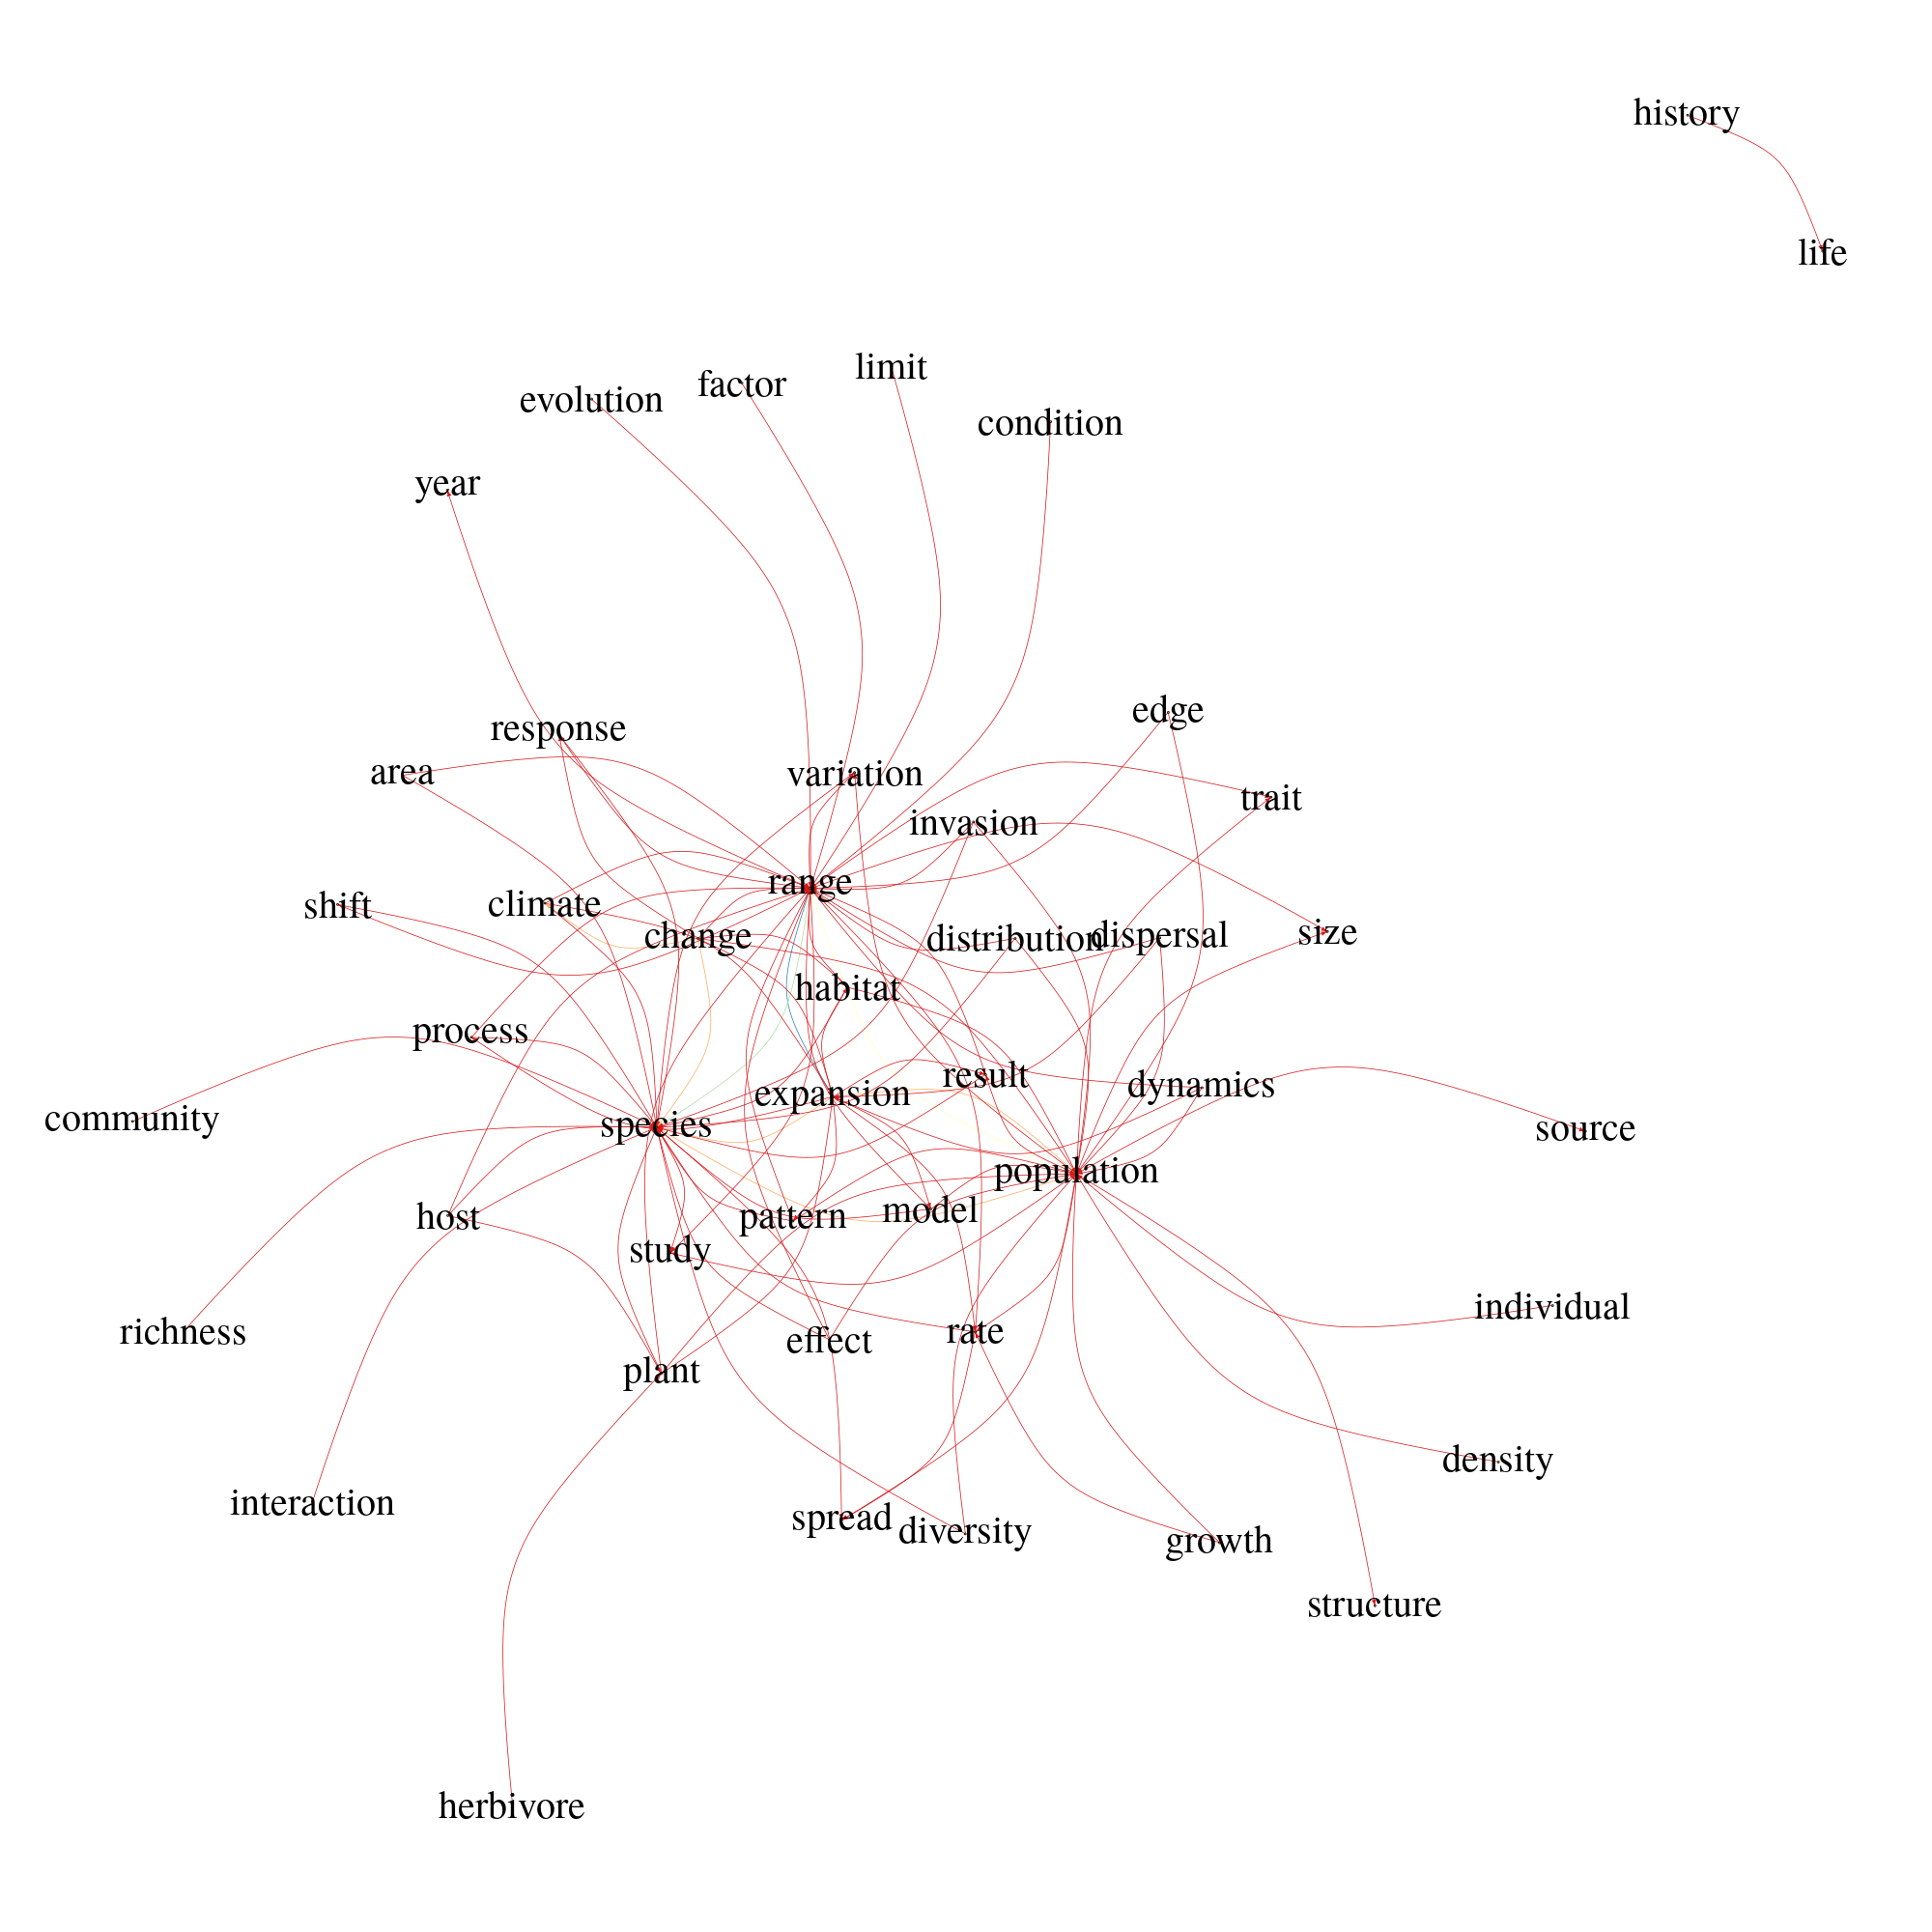 history
life
limit
factor
evolution
condition
year
edge
response
area
variation
trait
invasion
range
climate
shift
change
distribution
dispersal
size
habitat
process
result
dynamics
expansion
community
species
source
population
model
host
pattern
study
individual
richness
effect
rate
plant
density
interaction
spread
diversity
growth
structure
herbivore